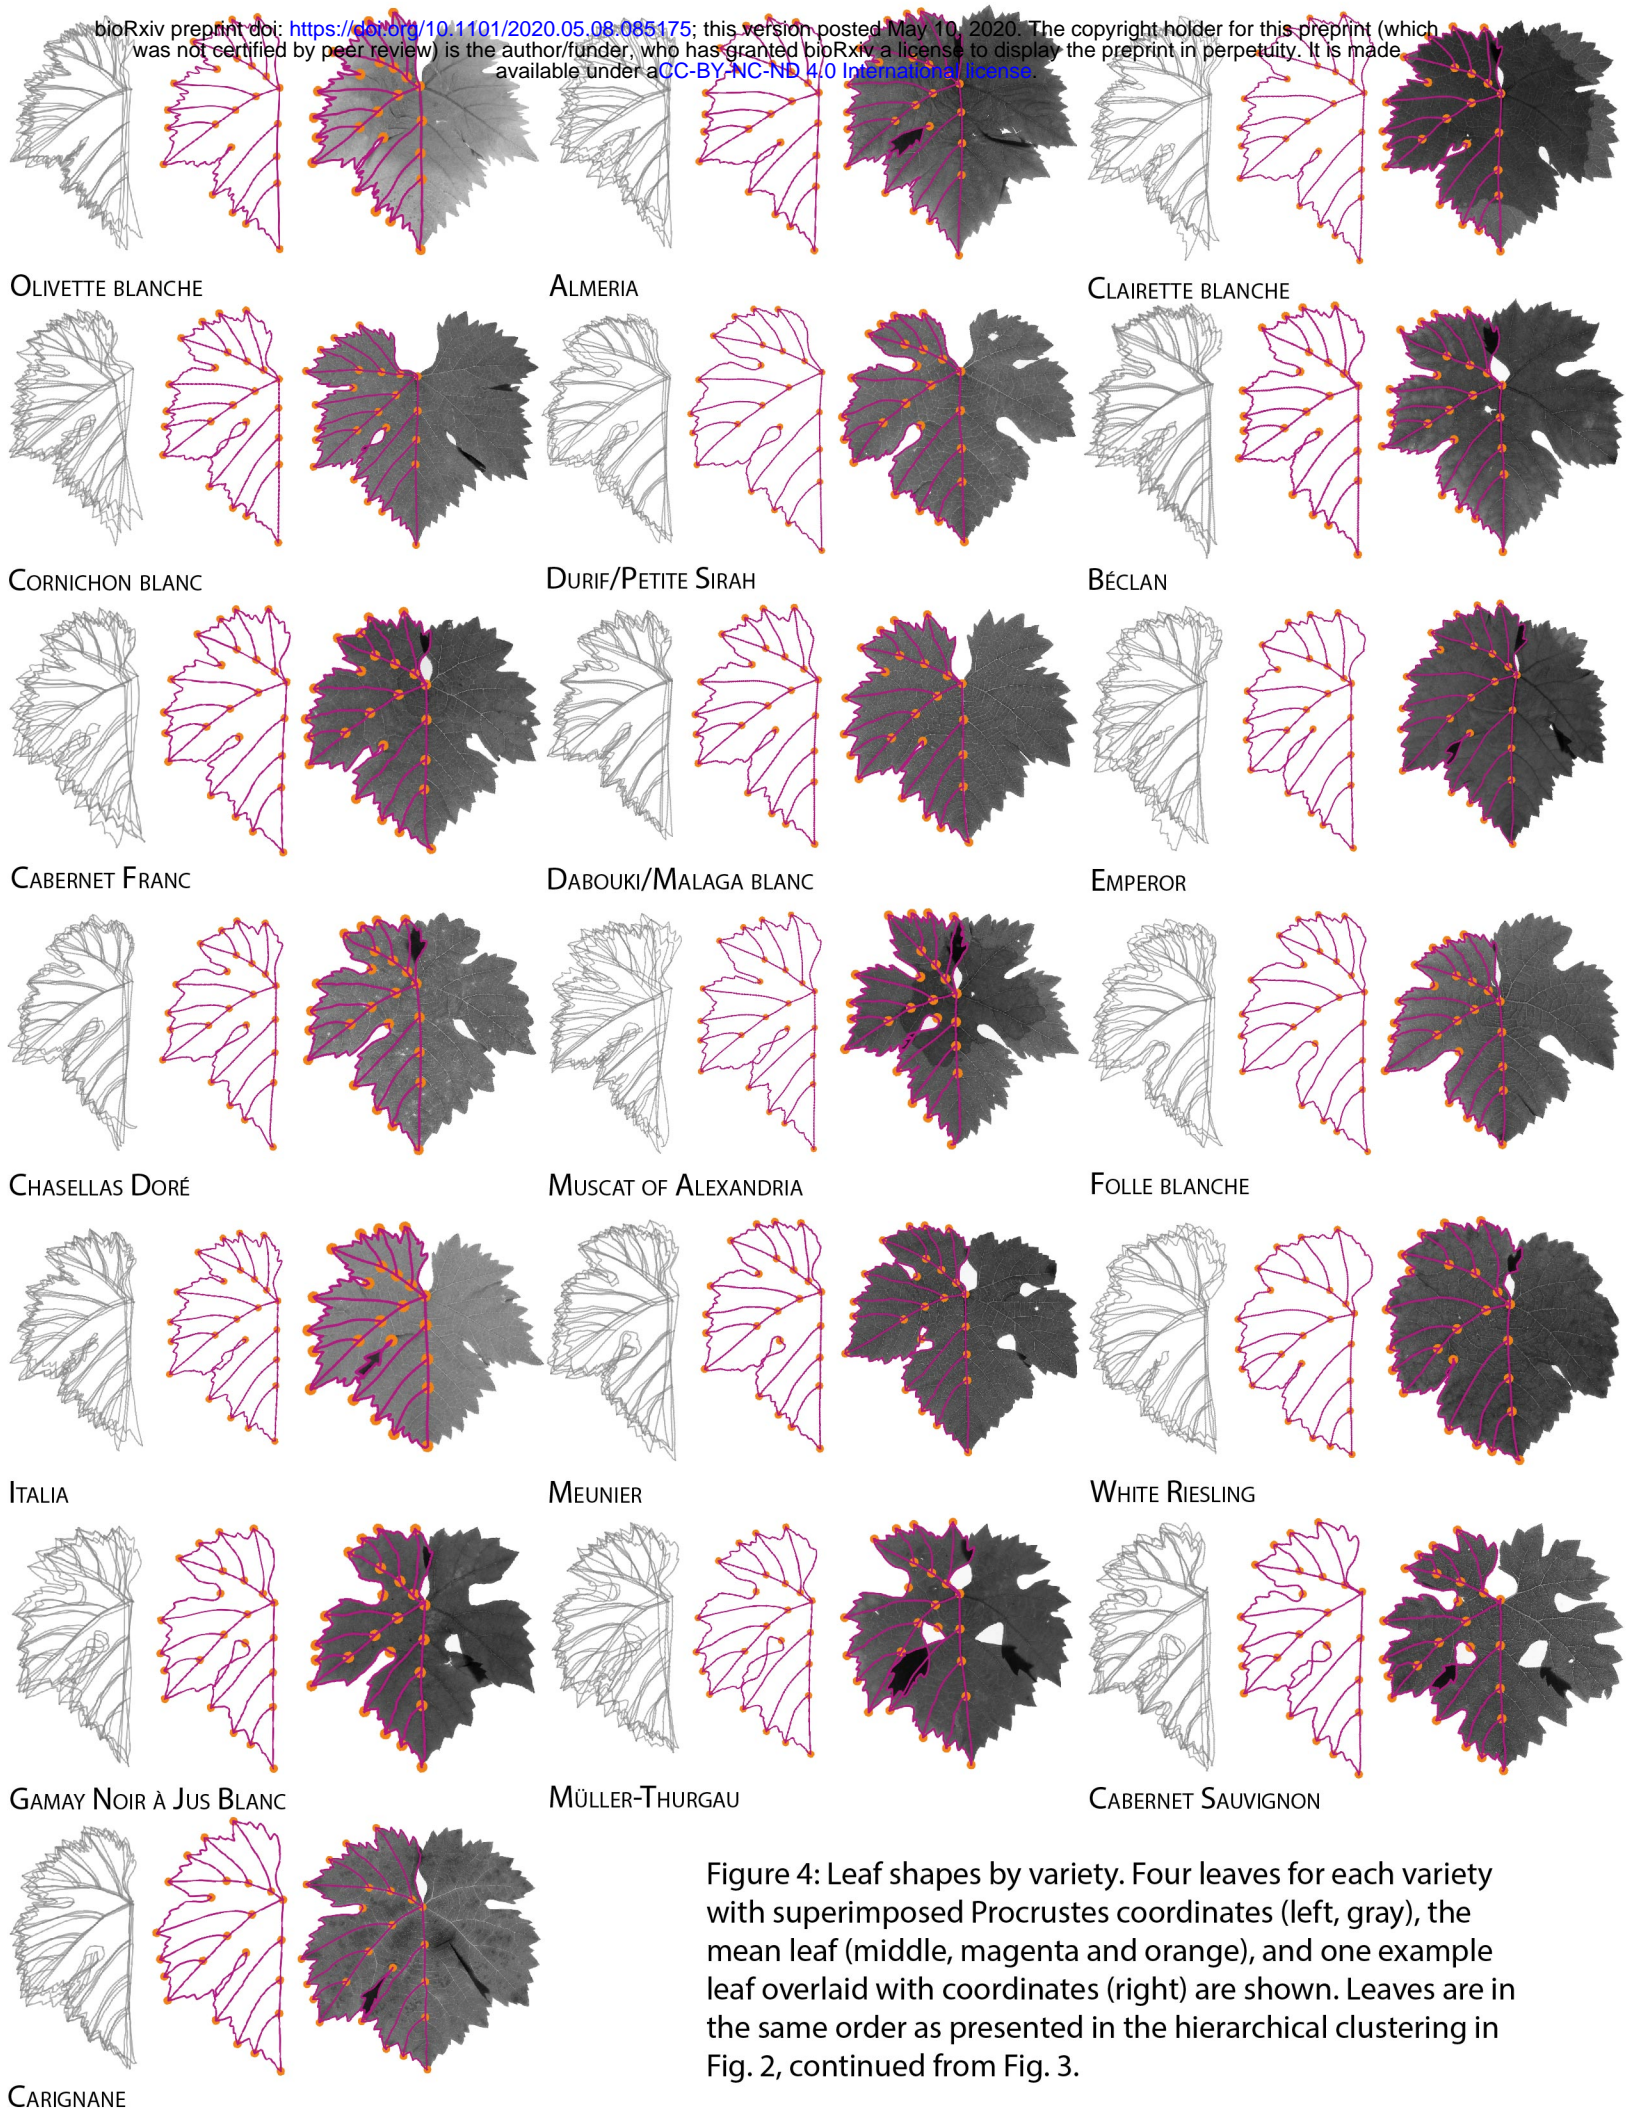 bioRxiv preprint doi: https://doi.org/10.1101/2020.05.08.085175; this version posted May 10, 2020. The copyright holder for this preprint (which
was not certified by peer review) is the author/funder, who has granted bioRxiv a license to display the preprint in perpetuity. It is made
available under aCC-BY-NC-ND 4.0 International license.
Olivette blanche
Almeria
Clairette blanche
Cornichon blanc
Durif/Petite Sirah
Béclan
Cabernet Franc
Dabouki/Malaga blanc
Emperor
Chasellas Doré
Muscat of Alexandria
Folle blanche
Italia
Meunier
White Riesling
Gamay Noir à Jus Blanc
Müller-Thurgau
Cabernet Sauvignon
Carignane
Figure 4: Leaf shapes by variety. Four leaves for each variety
with superimposed Procrustes coordinates (left, gray), the
mean leaf (middle, magenta and orange), and one example
leaf overlaid with coordinates (right) are shown. Leaves are in
the same order as presented in the hierarchical clustering in
Fig. 2, continued from Fig. 3.